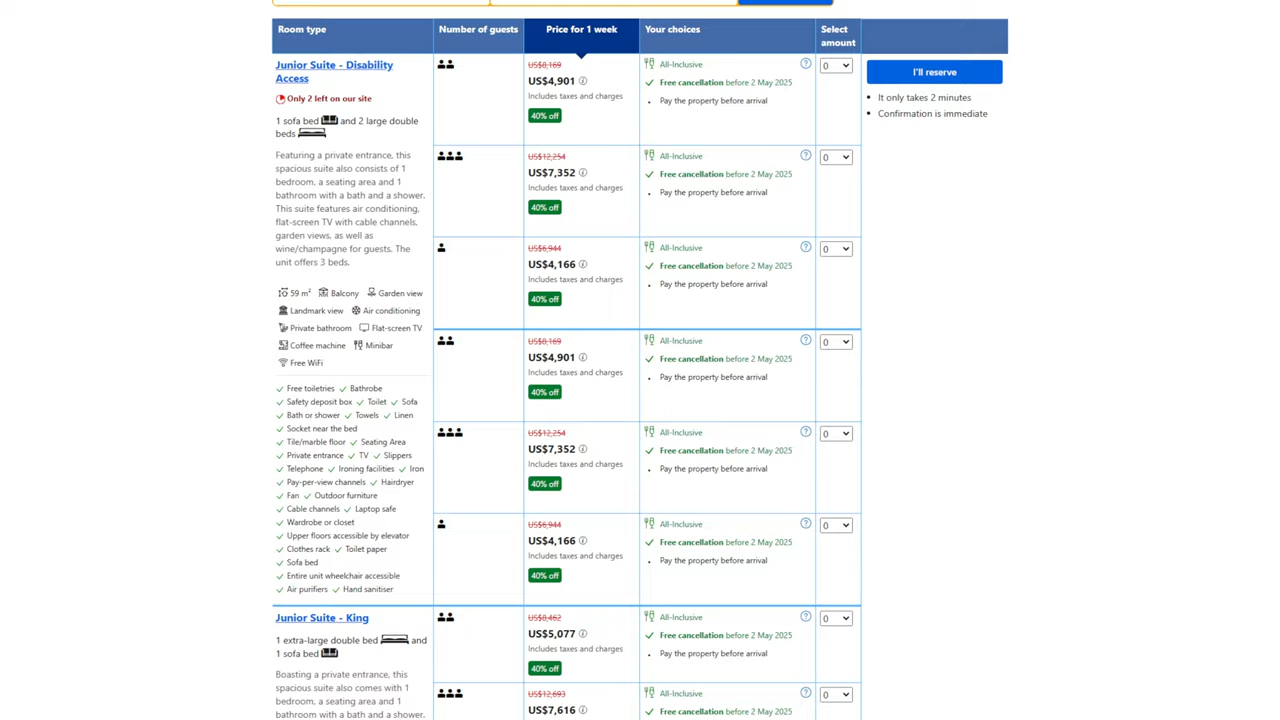 Room type
Number of guests
Price for 1 week
Your choices
Select
amount
Junior Suite - Disability
Access
Only 2 left on our site
1 sofa bed and 2 large double
beds
Featuring a private entrance, this
spacious suite also consists of 1
bedroom, a seating area and 1
bathroom with a bath and a shower.
This suite features air conditioning,
flat-screen TV with cable channels,
garden views, as well as
wine/champagne for guests. The
unit offers 3 beds.
59 m² Balcony Garden view
Landmark view Air conditioning
Private bathroom Flat-screen TV
Coffee machine Minibar
Free WiFi
Free toiletries Bathrobe
Safety deposit box Toilet Sofa
Bath or shower Towels Linen
Socket near the bed
Tile/marble floor Seating Area
Private entrance TV Slippers
Telephone Ironing facilities Iron
Pay-per-view channels Hairdryer
Fan Outdoor furniture
Cable channels Laptop safe
Wardrobe or closet
Upper floors accessible by elevator
Clothes rack Toilet paper
Sofa bed
Entire unit wheelchair accessible
Air purifiers Hand sanitiser
US$8,169
US$4,901
Includes taxes and charges
40% off
All-Inclusive
Free cancellation before 2 May 2025
Pay the property before arrival
0
US$12,254
US$7,352
Includes taxes and charges
40% off
All-Inclusive
Free cancellation before 2 May 2025
Pay the property before arrival
0
US$6,944
US$4,166
Includes taxes and charges
40% off
All-Inclusive
Free cancellation before 2 May 2025
Pay the property before arrival
0
US$8,169
US$4,901
Includes taxes and charges
40% off
All-Inclusive
Free cancellation before 2 May 2025
Pay the property before arrival
0
US$12,254
US$7,352
Includes taxes and charges
40% off
All-Inclusive
Free cancellation before 2 May 2025
Pay the property before arrival
0
US$6,944
US$4,166
Includes taxes and charges
40% off
All-Inclusive
Free cancellation before 2 May 2025
Pay the property before arrival
0
I'll reserve
It only takes 2 minutes
Confirmation is immediate
Junior Suite - King
1 extra-large double bed and
1 sofa bed
Boasting a private entrance, this
spacious suite also comes with 1
bedroom, a seating area and 1
bathroom with a bath and a shower.
US$8,462
US$5,077
Includes taxes and charges
40% off
All-Inclusive
Free cancellation before 2 May 2025
Pay the property before arrival
0
US$12,693
US$7,616
All-Inclusive
Free cancellation before 2 May 2025
0